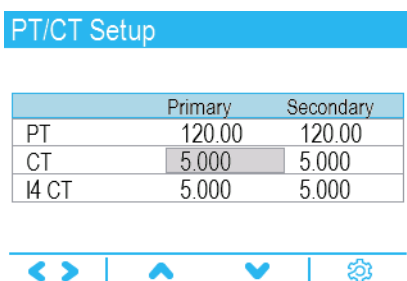 PT/CT Setup
Primary Secondary
PT 120.00 120.00
CT 5.000 5.000
I4 CT 5.000 5.000